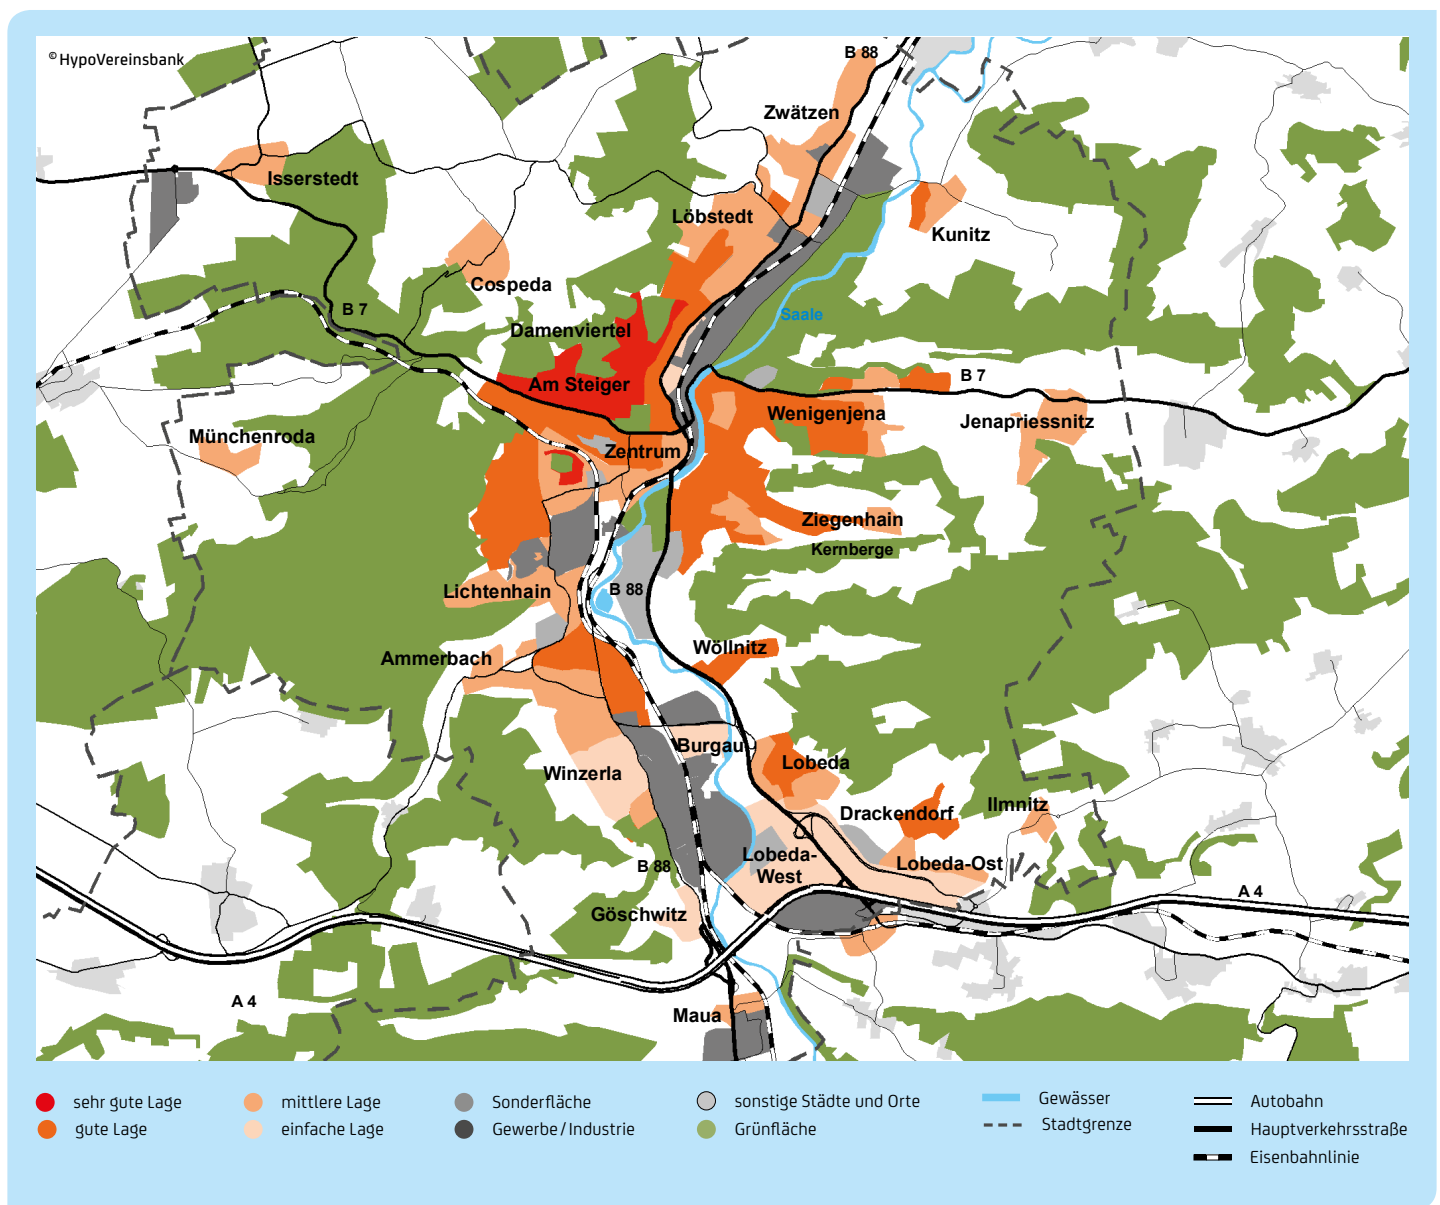 © HypoVereinsbank
B 88
Zwätzen
Isserstedt
Löbstedt
Kunitz
Cospeda
B 7
Saale
Damenviertel
Am Steiger
B 7
Wenigenjena
Jenapriessnitz
Münchenroda
Zentrum
Ziegenhain
Kernberge
Lichtenhain
B 88
Wöllnitz
Ammerbach
Burgau
Winzerla
Lobeda
Drackendorf
Ilmnitz
Lobeda-
West
Lobeda-Ost
B 88
A 4
Göschwitz
A 4
Maua
sehr gute Lage
gute Lage
mittlere Lage
einfache Lage
Sonderfläche
Gewerbe/Industrie
sonstige Städte und Orte
Grünfläche
Gewässer
Stadtgrenze
Autobahn
Hauptverkehrsstraße
Eisenbahnlinie